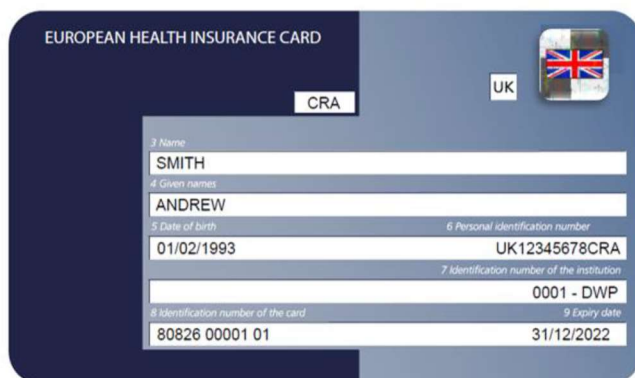 EUROPEAN HEALTH INSURANCE CARD
UK
CRA
3 Name
SMITH
4 Given names
ANDREW
5 Date of birth 6 Personal identification number
01/02/1993 UK12345678CRA
7 Identification number of the institution
0001 - DWP
8 Identification number of the card 9 Expiry date
80826 00001 01 31/12/2022